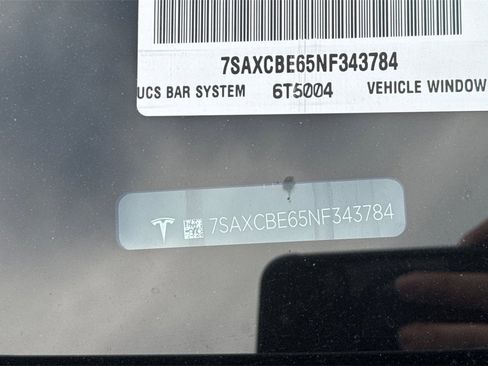 7SAXCBE65NF343784
UCS BAR SYSTEM 6T5004 VEHICLE WINDOW
7SAXCBE65NF343784